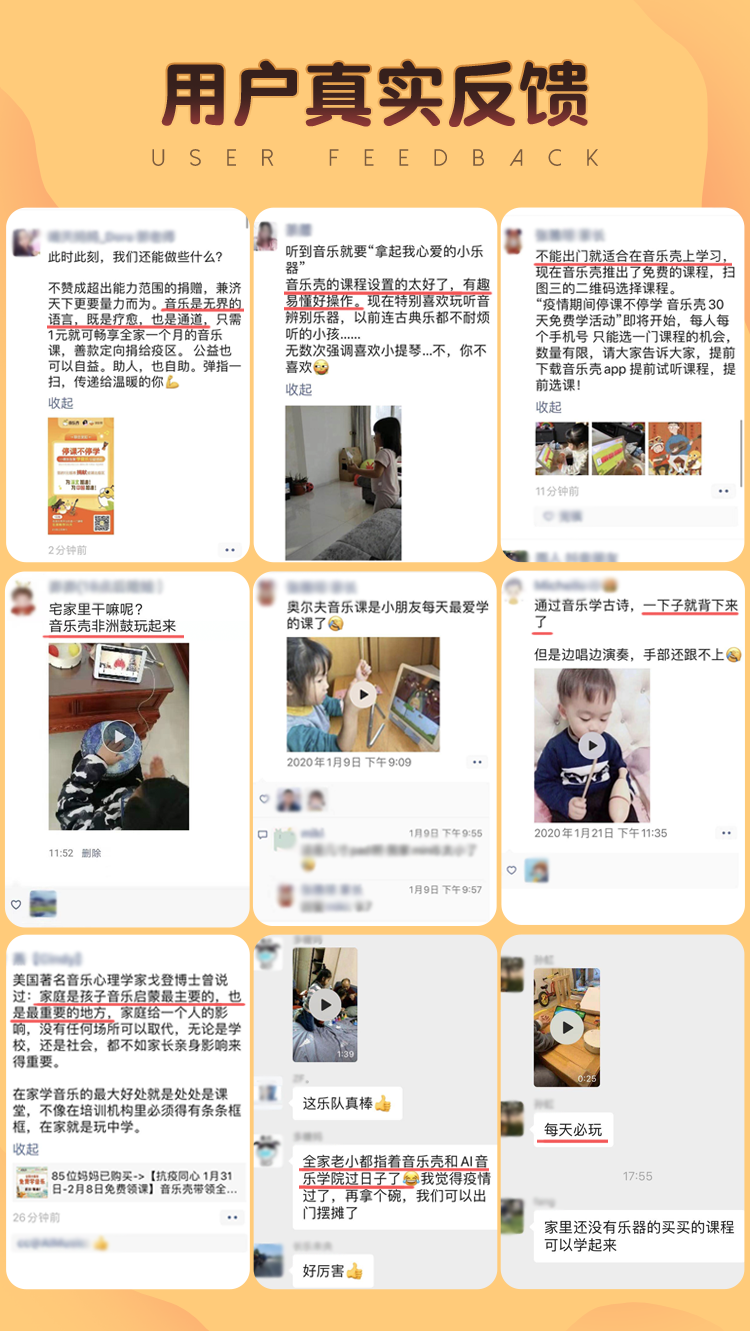 用户真实反馈
USER FEEDBACK
此时此刻，我们还能做些什么？
不赞成超出能力范围的捐赠，兼济
天下更要量力而为。音乐是无界的
语言，既是疗愈，也是通道，只需
1元就可畅享全家一个月的音乐
课，善款定向捐给疫区。公益也
可以自益。助人，也自助。弹指一
扫，传递给温暖的你💪
收起
停课不停学
2分钟前
听到音乐就要“拿起我心爱的小乐
器”
音乐壳的课程设置的太好了，有趣
易懂好操作。现在特别喜欢玩听音
辨别乐器，以前连古典乐都不耐烦
听的小孩......
无数次强调喜欢小提琴...不，你不
喜欢
收起
不能出门就适合在音乐壳上学习，
现在音乐壳推出了免费的课程，扫
图三的二维码选择课程。
“疫情期间停课不停学 音乐壳 30
天免费学活动”即将开始，每人每
个手机号 只能选一门课程的机会，
数量有限，请大家告诉大家，提前
下载音乐壳app 提前试听课程，提
前选课！
收起
11分钟前
宅家里干嘛呢？
音乐壳非洲鼓玩起来
11:52 删除
奥尔夫音乐课是小朋友每天最爱学
的课了
2020年1月9日 下午9:09
1月9日 下午9:55
1月9日 下午9:57
通过音乐学古诗，一下子就背下来
了
但是边唱边演奏，手部还跟不上
2020年1月21日 下午11:35
美国著名音乐心理学家戈登博士曾说
过：家庭是孩子音乐启蒙最主要的，也
是最重要的地方，家庭给一个人的影
响，没有任何场所可以取代，无论是学
校，还是社会，都不如家长亲身影响来
得重要。
在家学音乐的最大好处就是处处是课
堂，不像在培训机构里必须得有条条框
框，在家就是玩中学。
收起
85位妈妈已购买->【抗疫同心 1月31
日-2月8日免费领课】音乐壳带领全...
26分钟前
1:39
这乐队真棒👍
全家老小都指着音乐壳和AI音
乐学院过日子了😂我觉得疫情
过了，再拿个碗，我们可以出
门摆摊了
好厉害👍
0:25
每天必玩
17:55
家里还没有乐器的买买的课程
可以学起来